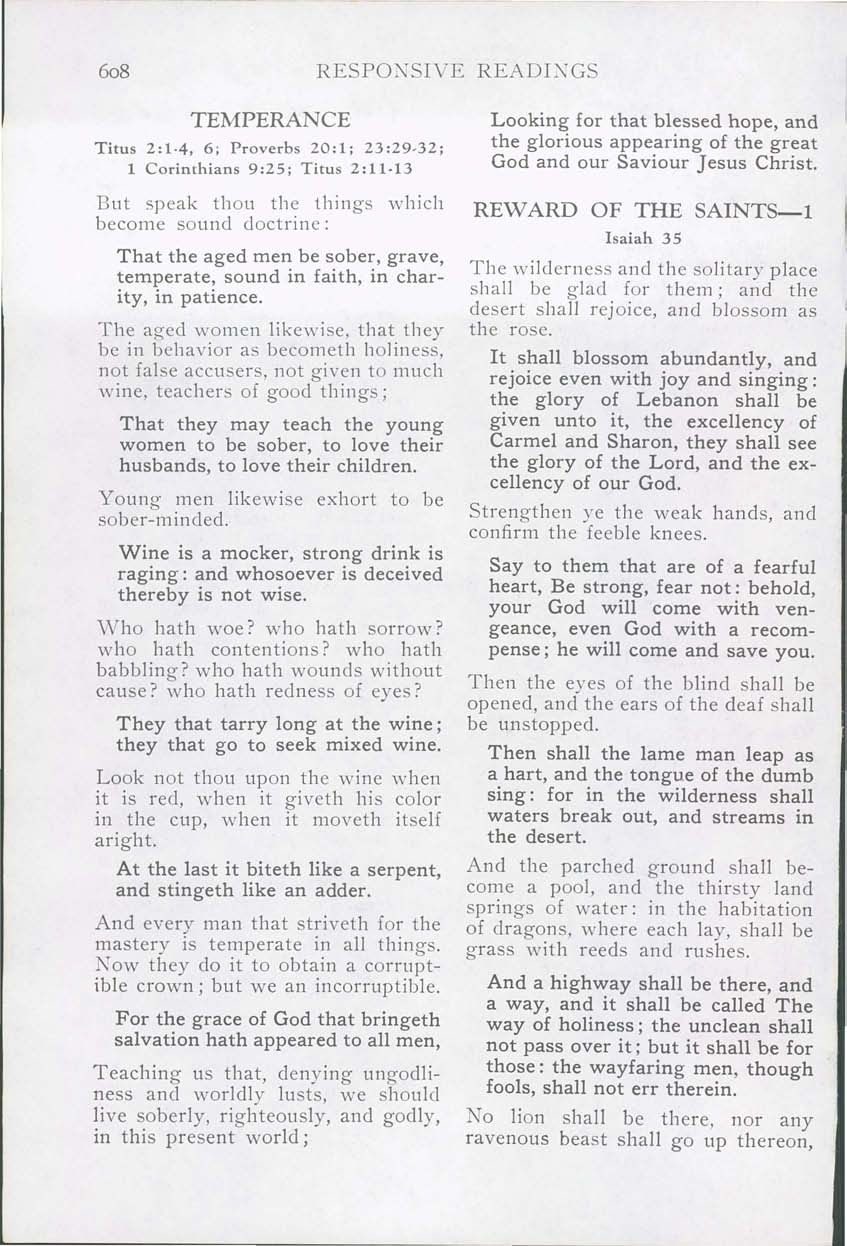 608
RESPONSIVE READINGS
TEMPERANCE
Titus 2:1-4, 6; Proverbs 20:1; 23:29-32;
1 Corinthians 9:25; Titus 2:11-13
But speak thou the things which
become sound doctrine:
That the aged men be sober, grave,
temperate, sound in faith, in char-
ity, in patience.
The aged women likewise, that they
be in behavior as becometh holiness,
not false accusers, not given to much
wine, teachers of good things;
That they may teach the young
women to be sober, to love their
husbands, to love their children.
Young men likewise exhort to be
sober-minded.
Wine is a mocker, strong drink is
raging: and whosoever is deceived
thereby is not wise.
Who hath woe? who hath sorrow?
who hath contentions? who hath
babbling? who hath wounds without
cause? who hath redness of eyes?
They that tarry long at the wine;
they that go to seek mixed wine.
Look not thou upon the wine when
it is red, when it giveth his color
in the cup, when it moveth itself
aright.
At the last it biteth like a serpent,
and stingeth like an adder.
And every man that striveth for the
mastery is temperate in all things.
Now they do it to obtain a corrupt-
ible crown; but we an incorruptible.
For the grace of God that bringeth
salvation hath appeared to all men,
Teaching us that, denying ungodli-
ness and worldly lusts, we should
live soberly, righteously, and godly,
in this present world;
Looking for that blessed hope, and
the glorious appearing of the great
God and our Saviour Jesus Christ.
REWARD OF THE SAINTS—1
Isaiah 35
The wilderness and the solitary place
shall be glad for them; and the
desert shall rejoice, and blossom as
the rose.
It shall blossom abundantly, and
rejoice even with joy and singing:
the glory of Lebanon shall be
given unto it, the excellency of
Carmel and Sharon, they shall see
the glory of the Lord, and the ex-
cellency of our God.
Strengthen ye the weak hands, and
confirm the feeble knees.
Say to them that are of a fearful
heart, Be strong, fear not: behold,
your God will come with ven-
geance, even God with a recom-
pense; he will come and save you.
Then the eyes of the blind shall be
opened, and the ears of the deaf shall
be unstopped.
Then shall the lame man leap as
a hart, and the tongue of the dumb
sing: for in the wilderness shall
waters break out, and streams in
the desert.
And the parched ground shall be-
come a pool, and the thirsty land
springs of water: in the habitation
of dragons, where each lay, shall be
grass with reeds and rushes.
And a highway shall be there, and
a way, and it shall be called The
way of holiness; the unclean shall
not pass over it; but it shall be for
those: the wayfaring men, though
fools, shall not err therein.
No lion shall be there, nor any
ravenous beast shall go up thereon,